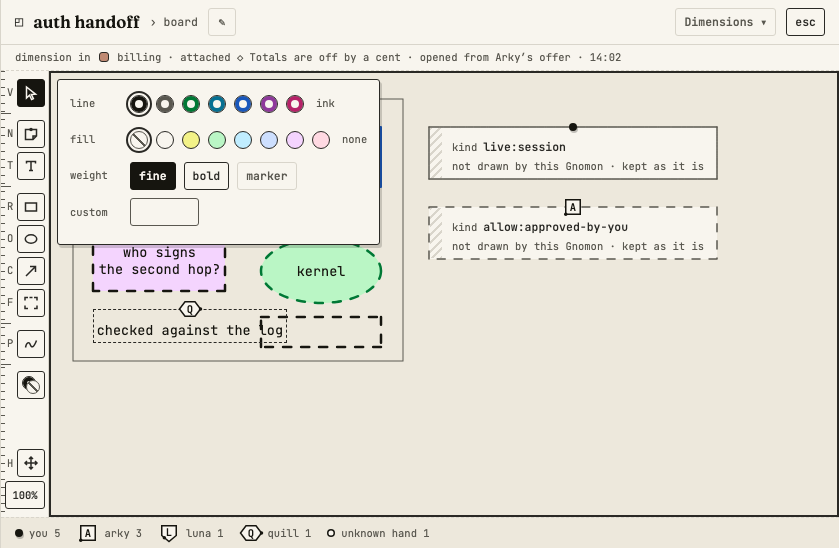 auth handoff › board ✎ Dimensions ▾ esc
dimension in billing · attached ◇ Totals are off by a cent · opened from Arky's offer · 14:02
V
N
T
R
O
C
F
P
H
100%
line ink
fill none
weight fine bold marker
custom
who signs
the second hop?
kernel
Q
checked against the log
kind live:session
not drawn by this Gnomon · kept as it is
A
kind allow:approved-by-you
not drawn by this Gnomon · kept as it is
you 5 A arky 3 L luna 1 Q quill 1 unknown hand 1